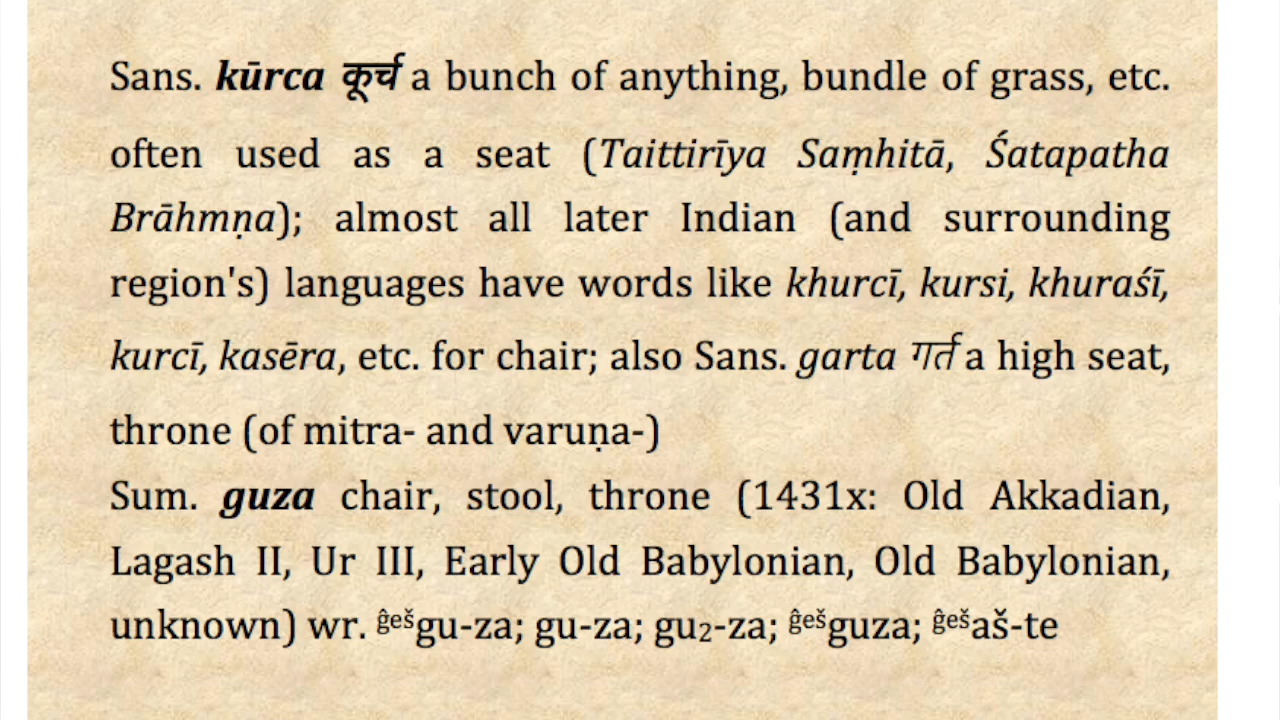 Sans. kūrca कूर्च a bunch of anything, bundle of grass, etc.
often used as a seat (Taittirīya Saṃhitā, Śatapatha
Brāhmṇa); almost all later Indian (and surrounding
region's) languages have words like khurcī, kursi, khuraśī,
kurcī, kasēra, etc. for chair; also Sans. garta गर्त a high seat,
throne (of mitra- and varuṇa-)
Sum. guza chair, stool, throne (1431x: Old Akkadian,
Lagash II, Ur III, Early Old Babylonian, Old Babylonian,
unknown) wr. ĝešgu-za; gu-za; gu2-za; ĝešguza; ĝešaš-te